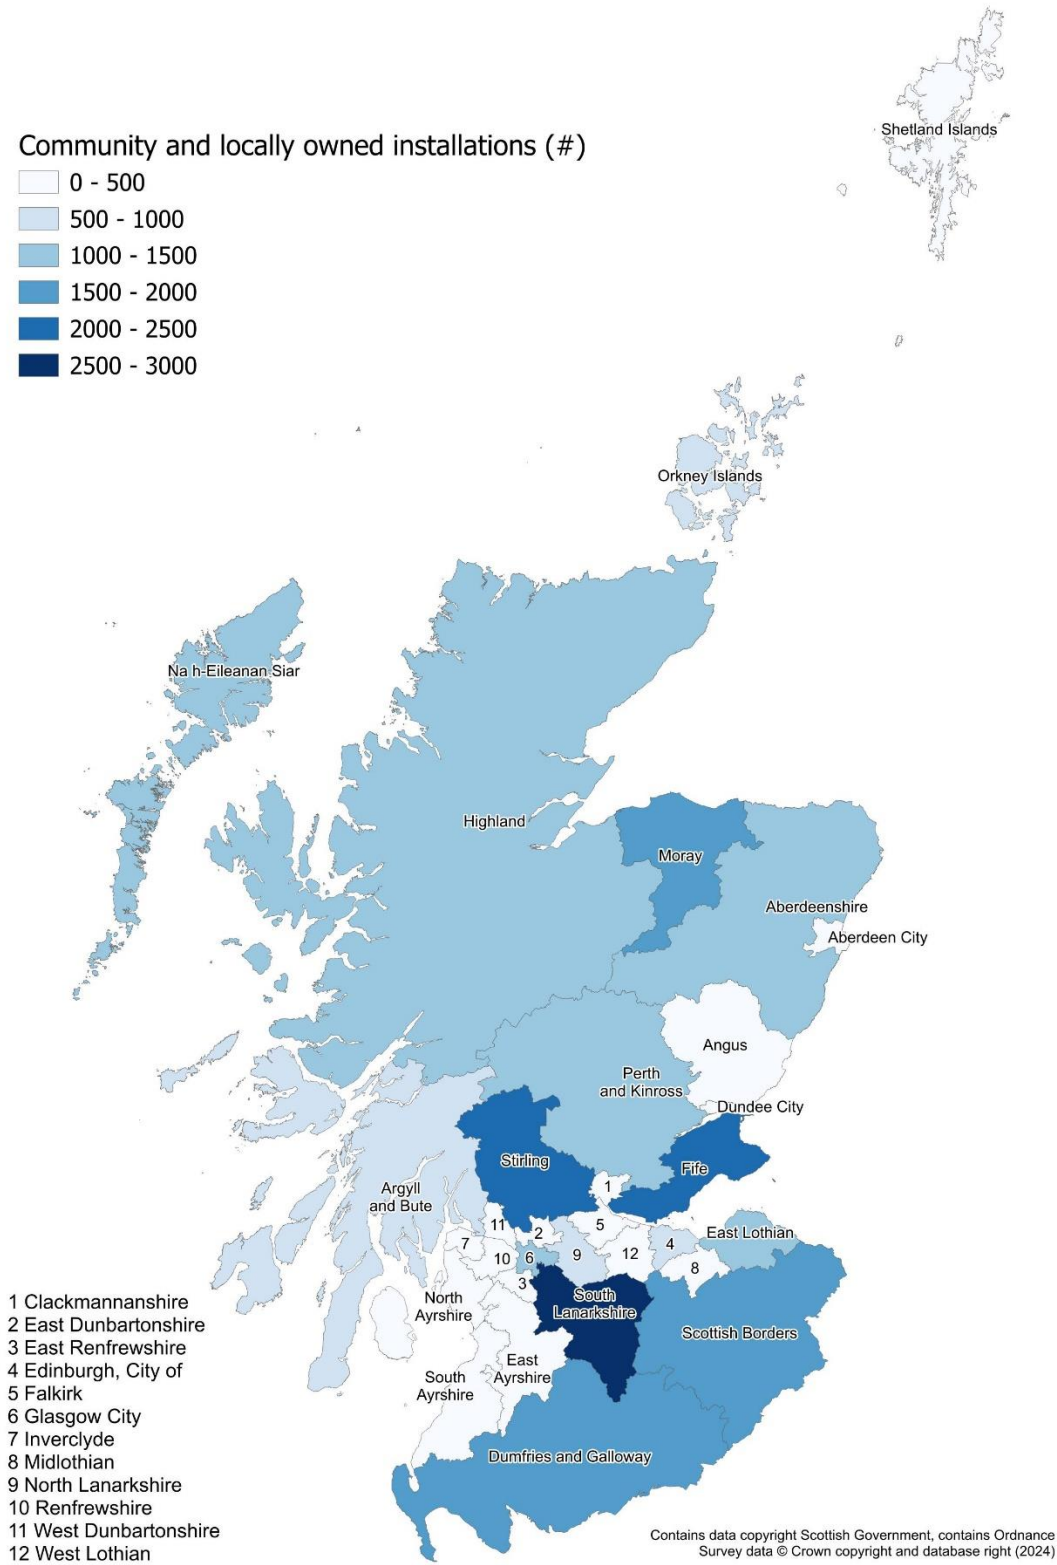 Shetland Islands
Community and locally owned installations (#)
0 - 500
500 - 1000
1000 - 1500
1500 - 2000
2000 - 2500
2500 - 3000
Orkney Islands
Na h-Eileanan Siar
Highland
Moray
Aberdeenshire
Aberdeen City
Angus
Perth
and Kinross
Dundee City
Stirling
Fife
1
Argyll
and Bute
11
2
5
East Lothian
7
10
6
9
12
4
8
3
North
Ayrshire
South
Lanarkshire
Scottish Borders
South
Ayrshire
East
Ayrshire
Dumfries and Galloway
1 Clackmannanshire
2 East Dunbartonshire
3 East Renfrewshire
4 Edinburgh, City of
5 Falkirk
6 Glasgow City
7 Inverclyde
8 Midlothian
9 North Lanarkshire
10 Renfrewshire
11 West Dunbartonshire
12 West Lothian
Contains data copyright Scottish Government, contains Ordnance
Survey data © Crown copyright and database right (2024)